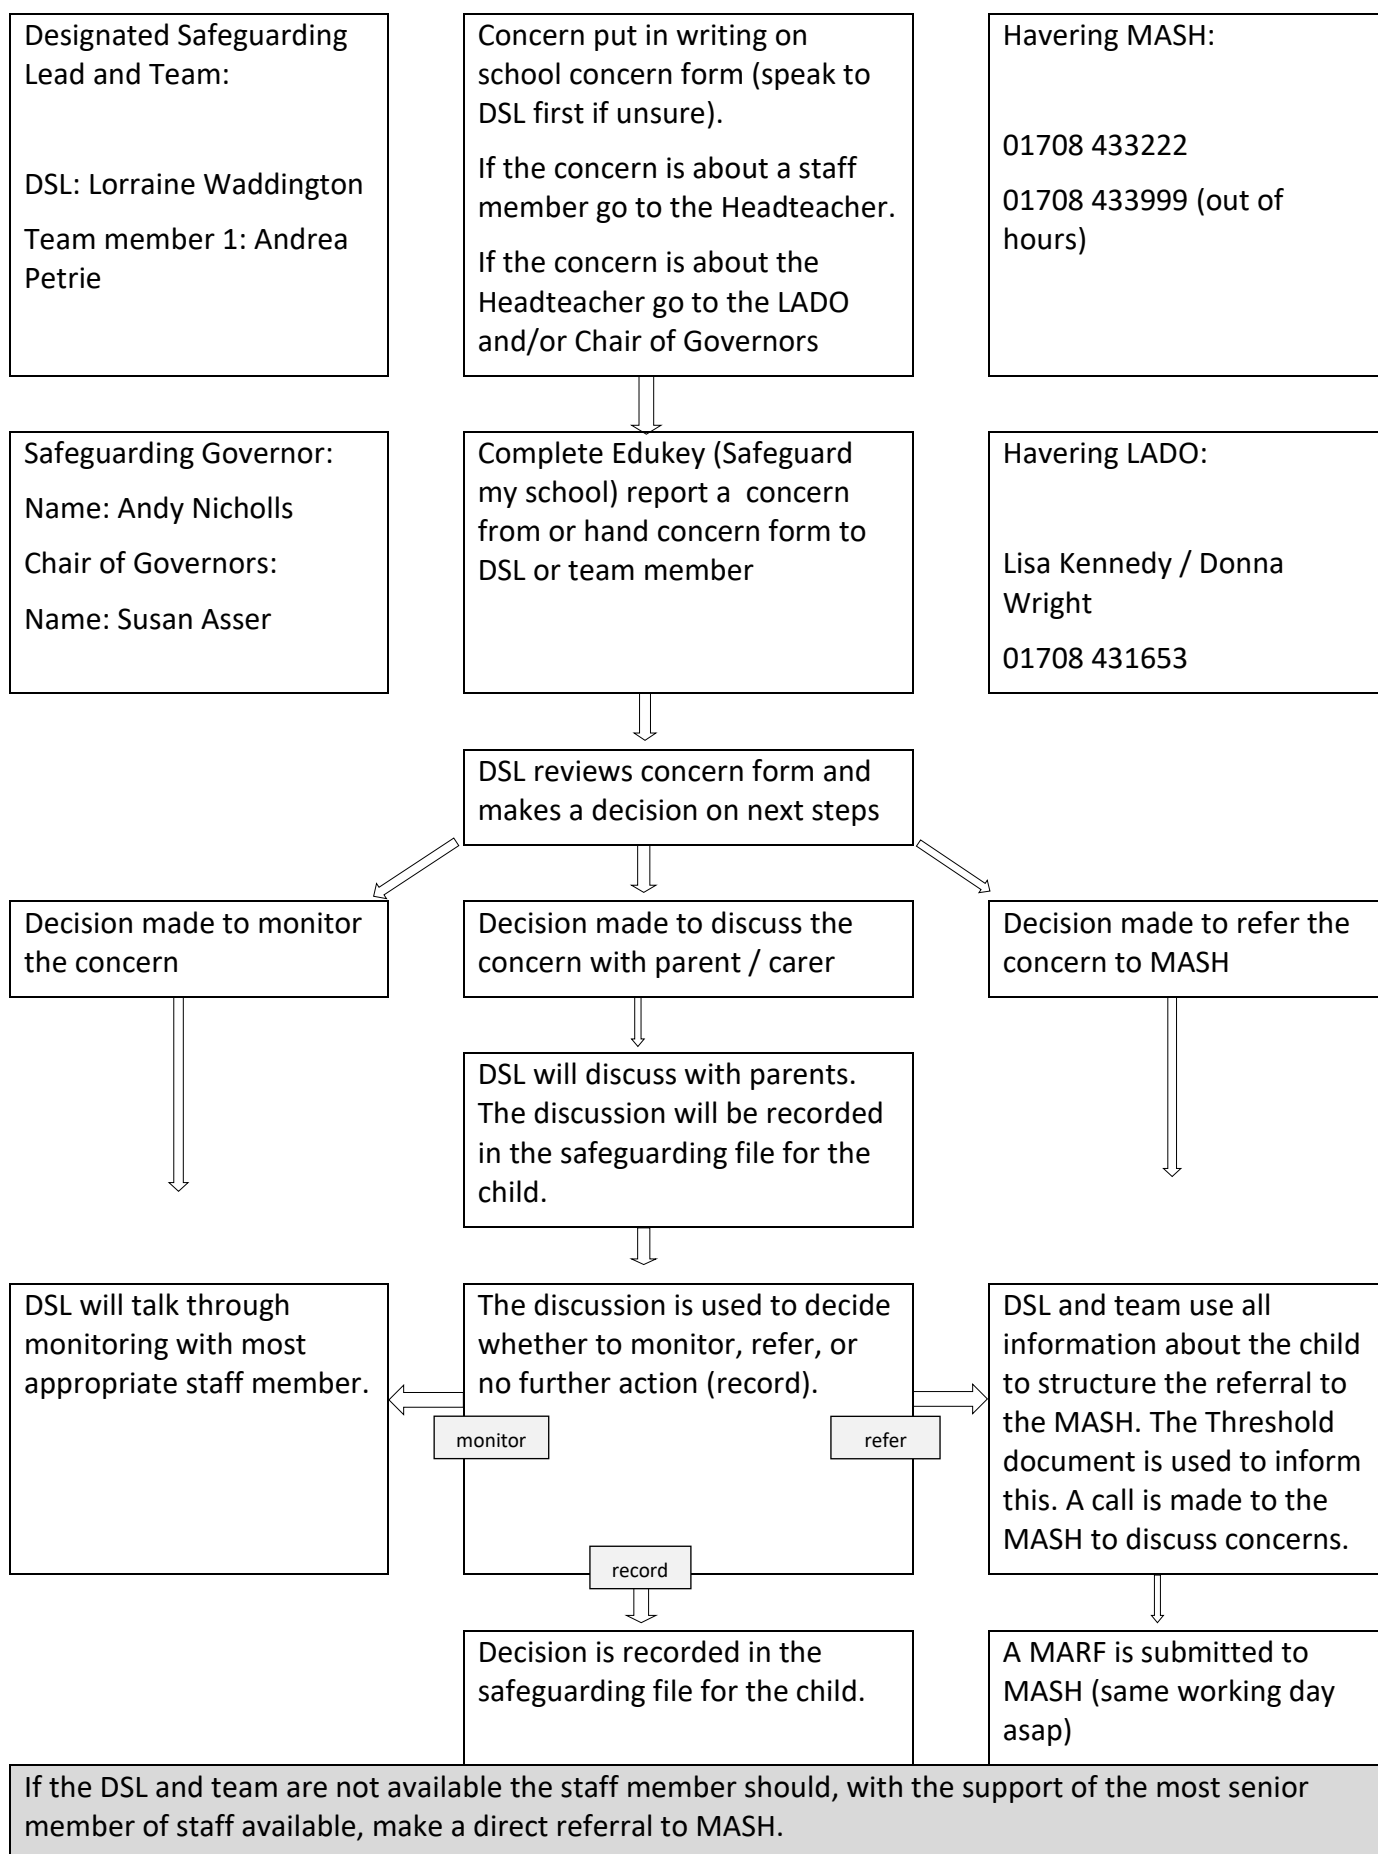 Designated Safeguarding
Lead and Team:
DSL: Lorraine Waddington
Team member 1: Andrea
Petrie
Concern put in writing on
school concern form (speak to
DSL first if unsure).
If the concern is about a staff
member go to the Headteacher.
If the concern is about the
Headteacher go to the LADO
and/or Chair of Governors
Havering MASH:
01708 433222
01708 433999 (out of
hours)
Safeguarding Governor:
Name: Andy Nicholls
Chair of Governors:
Name: Susan Asser
Complete Edukey (Safeguard
my school) report a  concern
from or hand concern form to
DSL or team member
Havering LADO:
Lisa Kennedy / Donna
Wright
01708 431653
DSL reviews concern form and
makes a decision on next steps
Decision made to monitor
the concern
Decision made to discuss the
concern with parent / carer
Decision made to refer the
concern to MASH
DSL will discuss with parents.
The discussion will be recorded
in the safeguarding file for the
child.
DSL will talk through
monitoring with most
appropriate staff member.
The discussion is used to decide
whether to monitor, refer, or
no further action (record).
monitor
refer
record
DSL and team use all
information about the child
to structure the referral to
the MASH. The Threshold
document is used to inform
this. A call is made to the
MASH to discuss concerns.
Decision is recorded in the
safeguarding file for the child.
A MARF is submitted to
MASH (same working day
asap)
If the DSL and team are not available the staff member should, with the support of the most senior
member of staff available, make a direct referral to MASH.